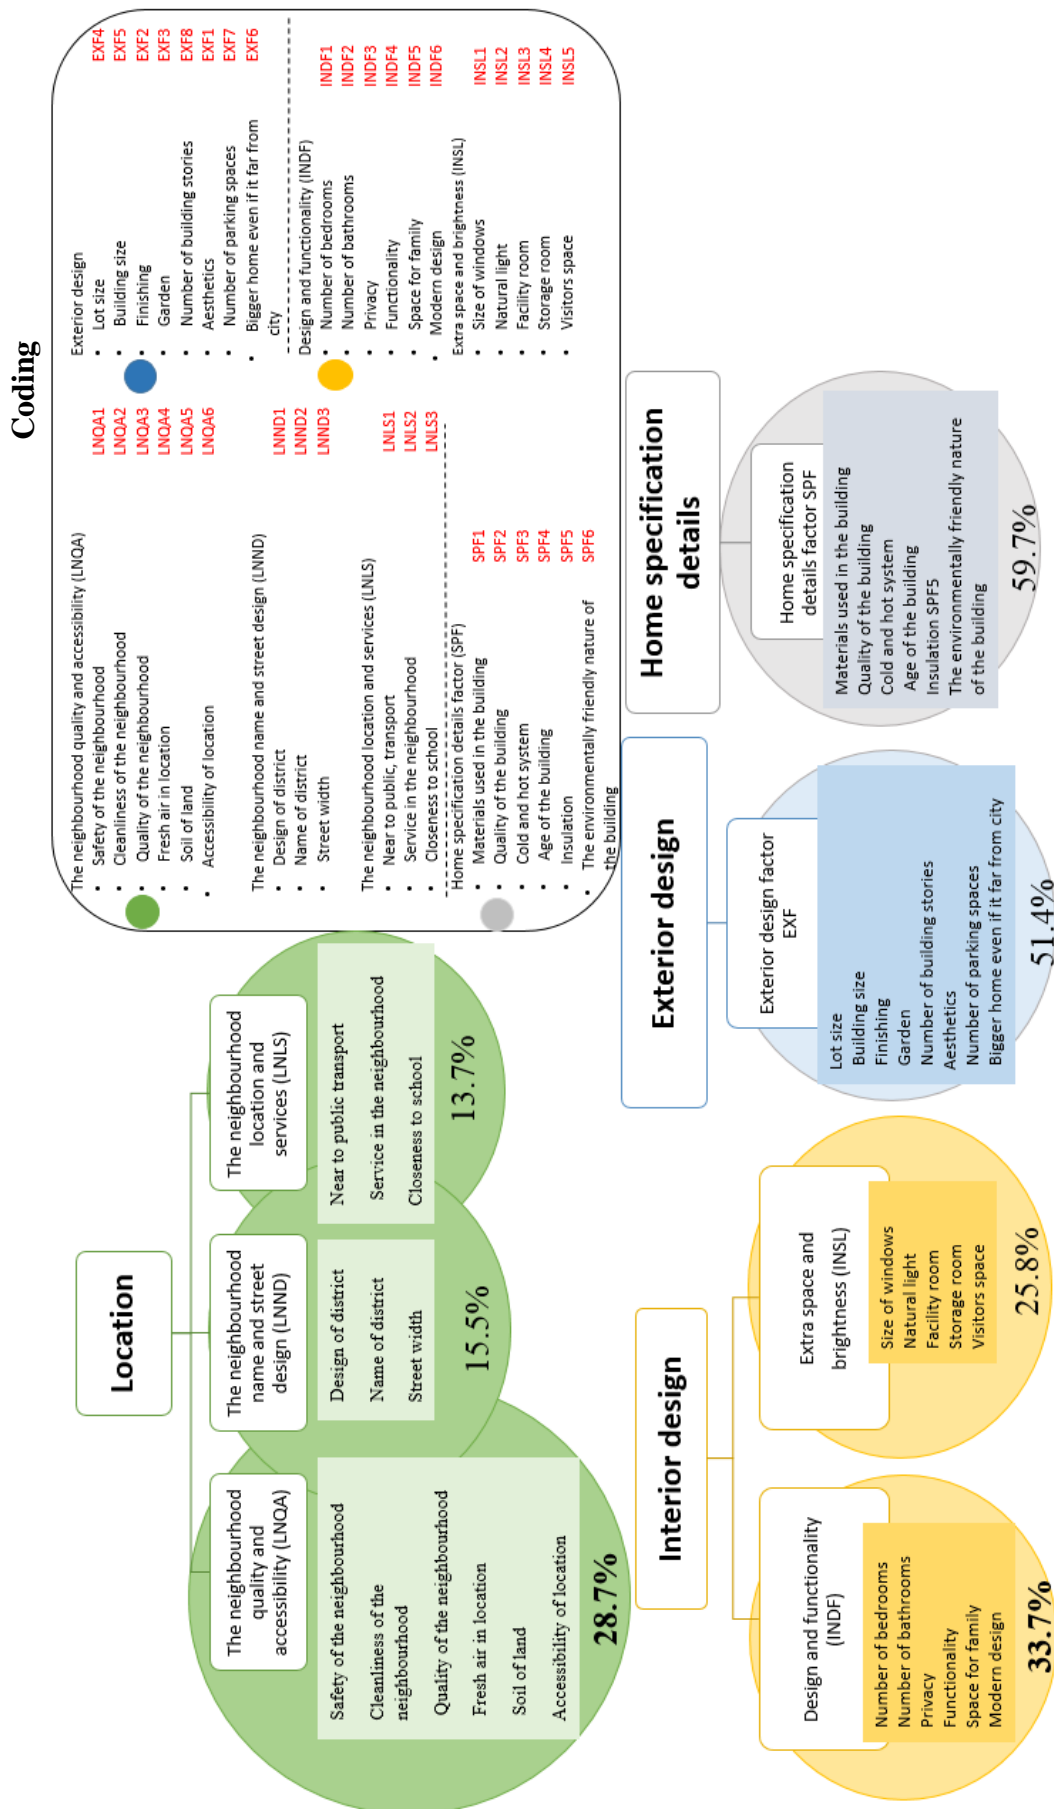 Location
The neighbourhood
quality and
accessibility (LNQA)
Safety of the neighbourhood
Cleanliness of the
neighbourhood
Quality of the neighbourhood
Fresh air in location
Soil of land
Accessibility of location
28.7%
The neighbourhood
name and street
design (LNND)
Design of district
Name of district
Street width
15.5%
The neighbourhood
location and
services (LNLS)
Near to public transport
Service in the neighbourhood
Closeness to school
13.7%
Coding
The neighbourhood quality and accessibility (LNQA)
• Safety of the neighbourhood LNQA1
• Cleanliness of the neighbourhood LNQA2
• Quality of the neighbourhood LNQA3
• Fresh air in location LNQA4
• Soil of land LNQA5
• Accessibility of location LNQA6
The neighbourhood name and street design (LNND)
• Design of district LNND1
• Name of district LNND2
• Street width LNND3
The neighbourhood location and services (LNLS)
• Near to public, transport LNLS1
• Service in the neighbourhood LNLS2
• Closeness to school LNLS3
Home specification details factor (SPF)
• Materials used in the building SPF1
• Quality of the building SPF2
• Cold and hot system SPF3
• Age of the building SPF4
• Insulation SPF5
• The environmentally friendly nature of SPF6
the building
Exterior design
• Lot size EXF4
• Building size EXF5
• Finishing EXF2
• Garden EXF3
• Number of building stories EXF8
• Aesthetics EXF1
• Number of parking spaces EXF7
• Bigger home even if it far from EXF6
city
Design and functionality (INDF)
• Number of bedrooms INDF1
• Number of bathrooms INDF2
• Privacy INDF3
• Functionality INDF4
• Space for family INDF5
• Modern design INDF6
Extra space and brightness (INSL)
• Size of windows INSL1
• Natural light INSL2
• Facility room INSL3
• Storage room INSL4
• Visitors space INSL5
Interior design
Design and functionality
(INDF)
Number of bedrooms
Number of bathrooms
Privacy
Functionality
Space for family
Modern design
33.7%
Extra space and
brightness (INSL)
Size of windows
Natural light
Facility room
Storage room
Visitors space
25.8%
Exterior design
Exterior design factor
EXF
Lot size
Building size
Finishing
Garden
Number of building stories
Aesthetics
Number of parking spaces
Bigger home even if it far from city
51.4%
Home specification
details
Home specification
details factor SPF
Materials used in the building
Quality of the building
Cold and hot system
Age of the building
Insulation SPF5
The environmentally friendly nature
of the building
59.7%